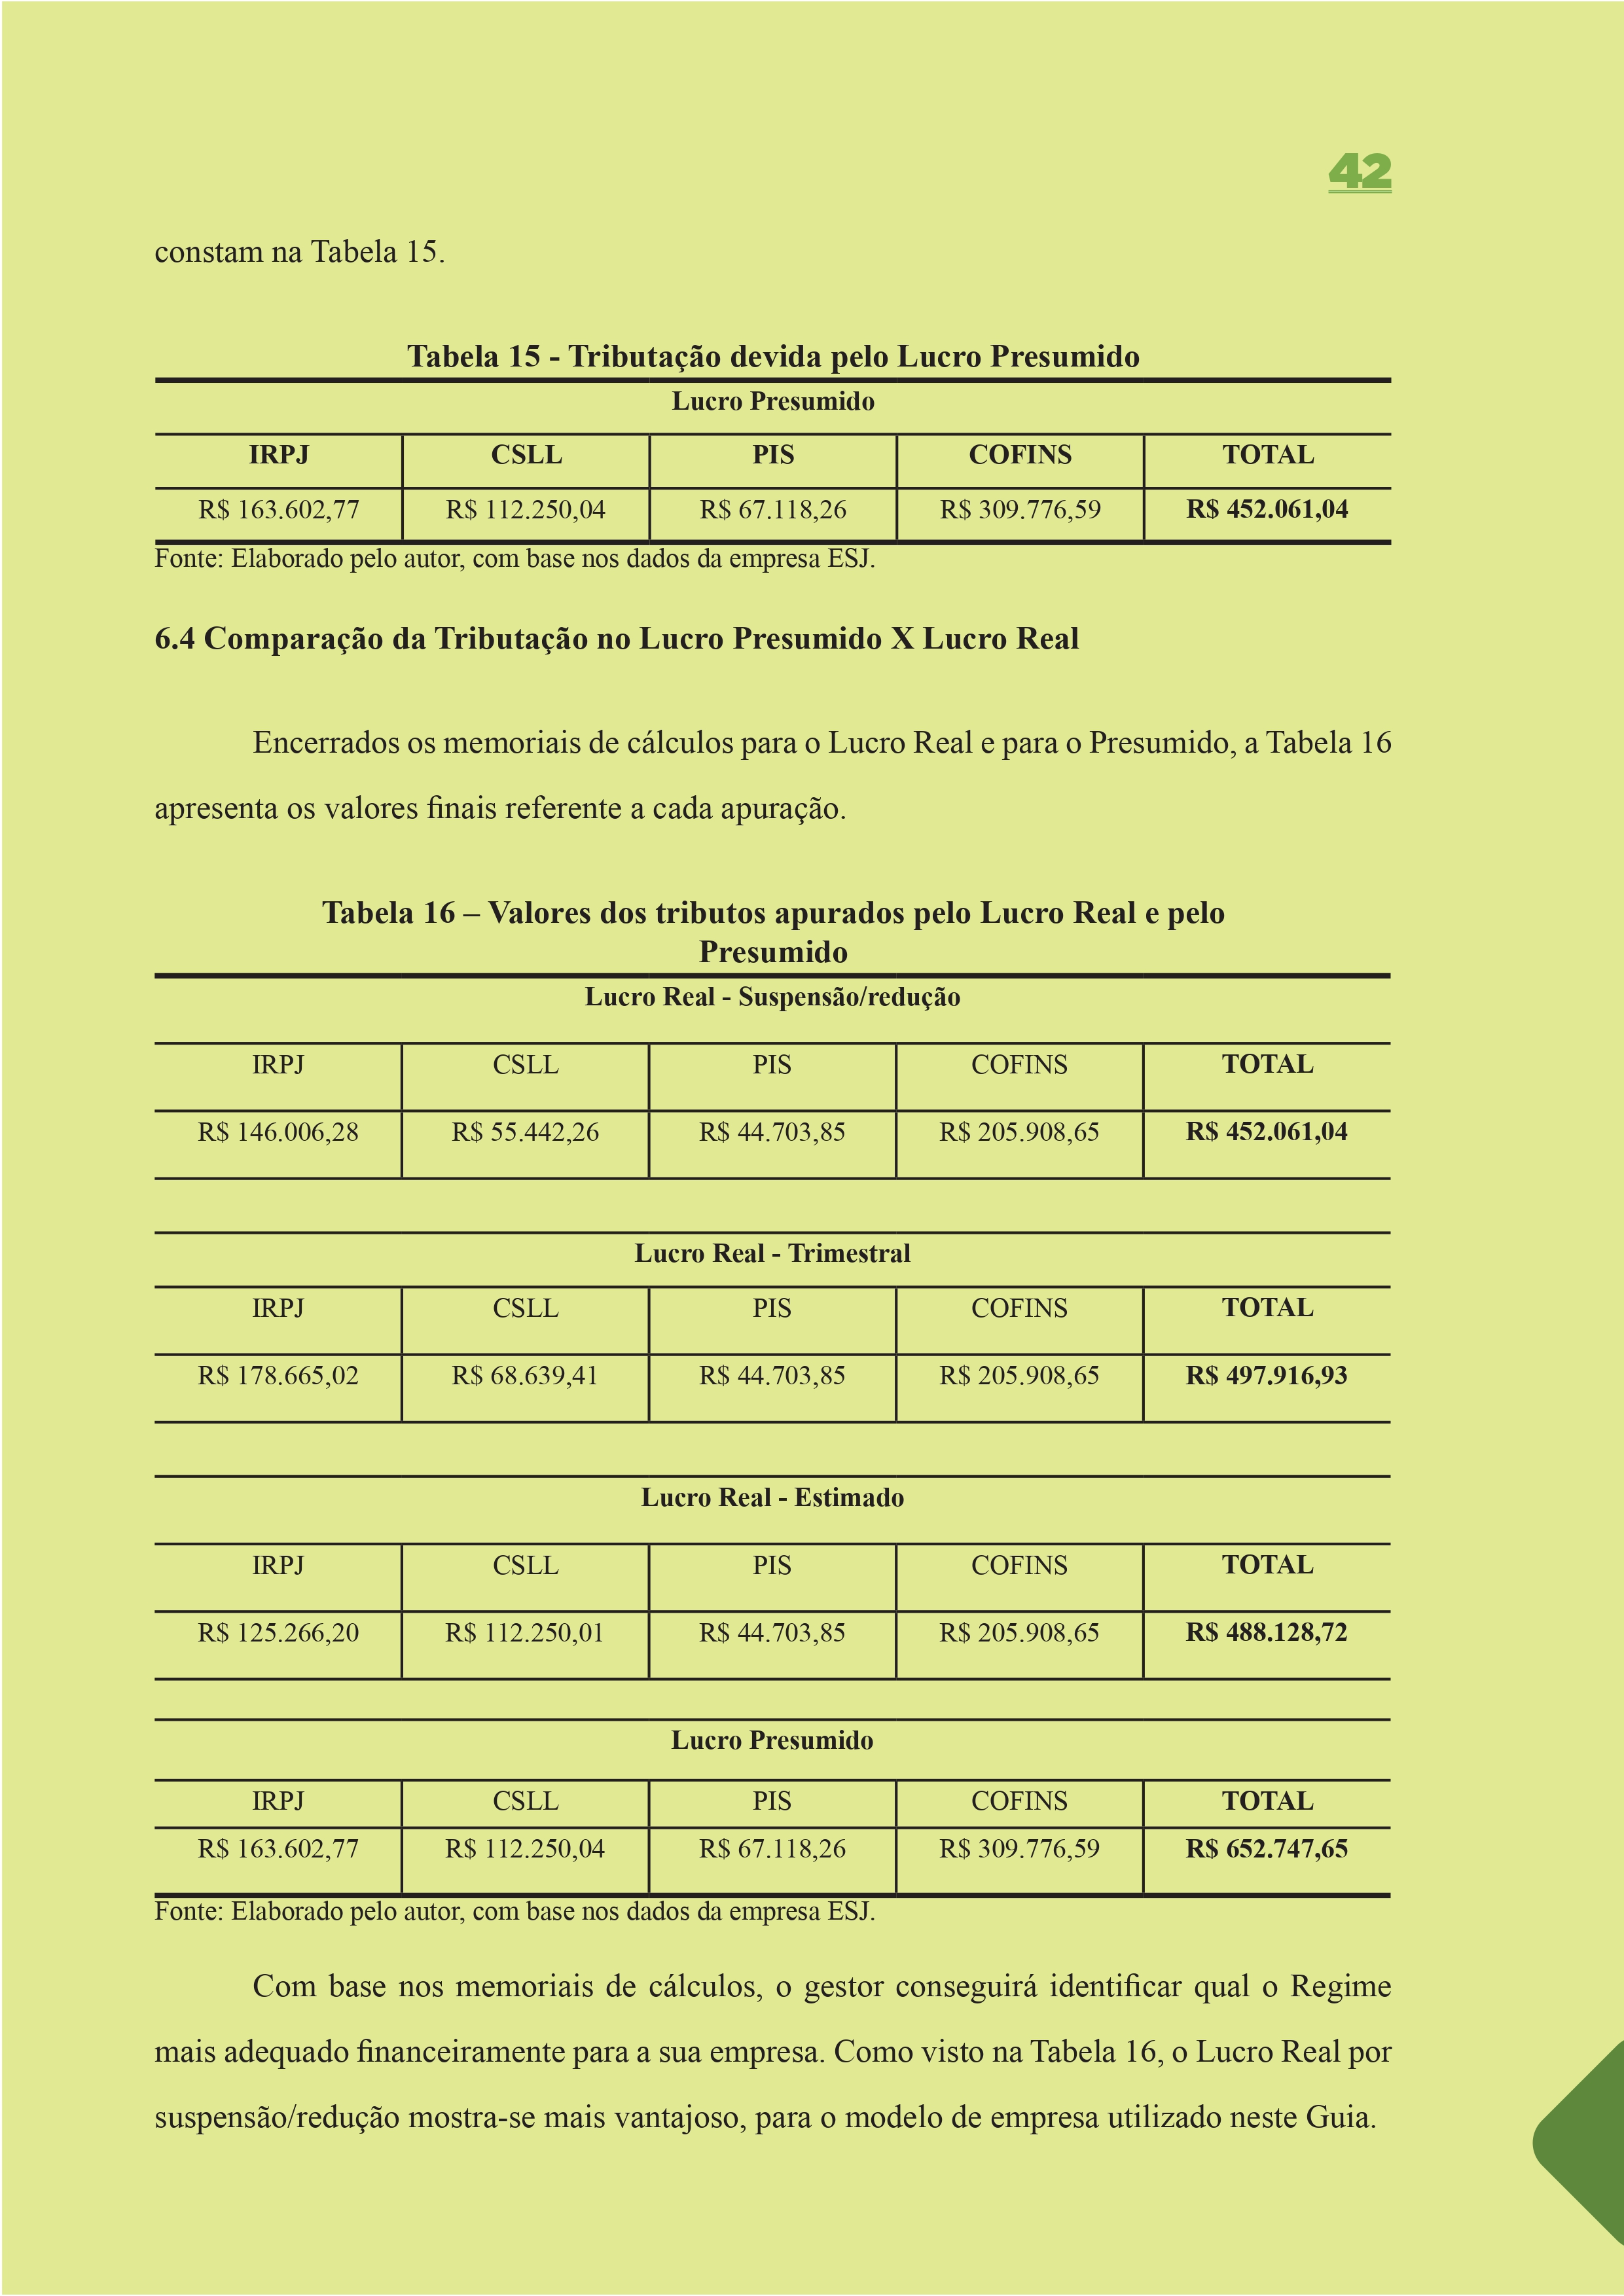 42
constam na Tabela 15.
Tabela 15 - Tributação devida pelo Lucro Presumido
Lucro Presumido
IRPJ CSLL PIS COFINS TOTAL
R$ 163.602,77 R$ 112.250,04 R$ 67.118,26 R$ 309.776,59 R$ 452.061,04
Fonte: Elaborado pelo autor, com base nos dados da empresa ESJ.
6.4 Comparação da Tributação no Lucro Presumido X Lucro Real
Encerrados os memoriais de cálculos para o Lucro Real e para o Presumido, a Tabela 16
apresenta os valores finais referente a cada apuração.
Tabela 16 – Valores dos tributos apurados pelo Lucro Real e pelo
Presumido
Lucro Real - Suspensão/redução
IRPJ CSLL PIS COFINS TOTAL
R$ 146.006,28 R$ 55.442,26 R$ 44.703,85 R$ 205.908,65 R$ 452.061,04
Lucro Real - Trimestral
IRPJ CSLL PIS COFINS TOTAL
R$ 178.665,02 R$ 68.639,41 R$ 44.703,85 R$ 205.908,65 R$ 497.916,93
Lucro Real - Estimado
IRPJ CSLL PIS COFINS TOTAL
R$ 125.266,20 R$ 112.250,01 R$ 44.703,85 R$ 205.908,65 R$ 488.128,72
Lucro Presumido
IRPJ CSLL PIS COFINS TOTAL
R$ 163.602,77 R$ 112.250,04 R$ 67.118,26 R$ 309.776,59 R$ 652.747,65
Fonte: Elaborado pelo autor, com base nos dados da empresa ESJ.
Com base nos memoriais de cálculos, o gestor conseguirá identificar qual o Regime
mais adequado financeiramente para a sua empresa. Como visto na Tabela 16, o Lucro Real por
suspensão/redução mostra-se mais vantajoso, para o modelo de empresa utilizado neste Guia.